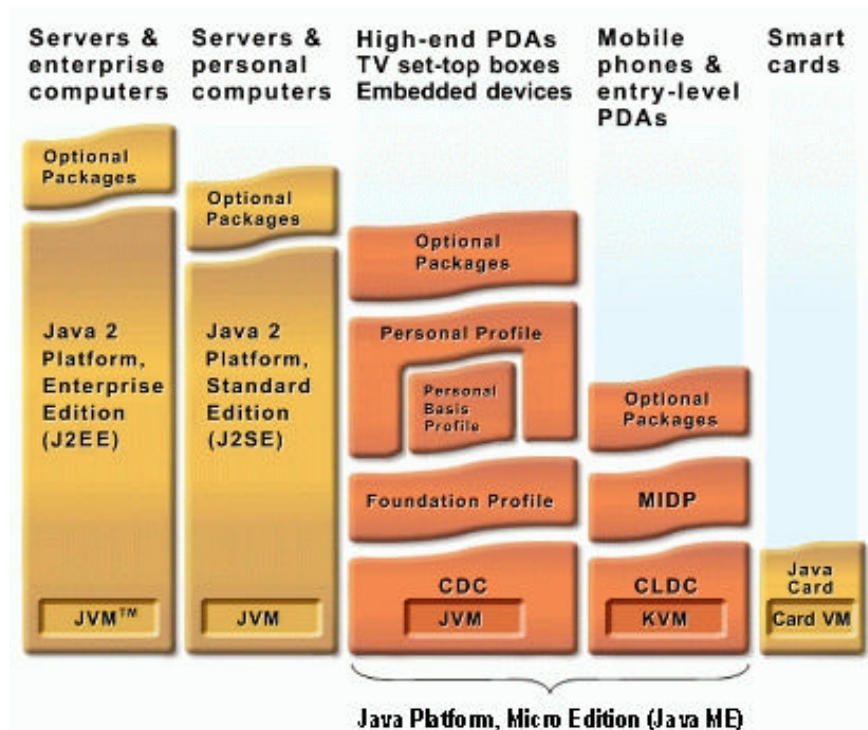 Servers &
enterprise
computers
Servers &
personal
computers
High-end PDAs
TV set-top boxes
Embedded devices
Mobile
phones &
entry-level
PDAs
Smart
cards
Optional
Packages
Java 2
Platform,
Enterprise
Edition
(J2EE)
JVM™
Optional
Packages
Java 2
Platform,
Standard
Edition
(J2SE)
JVM
Optional
Packages
Personal Profile
Personal
Basis
Profile
Foundation Profile
CDC
JVM
Optional
Packages
MIDP
CLDC
KVM
Java
Card
Card VM
Java Platform, Micro Edition (Java ME)